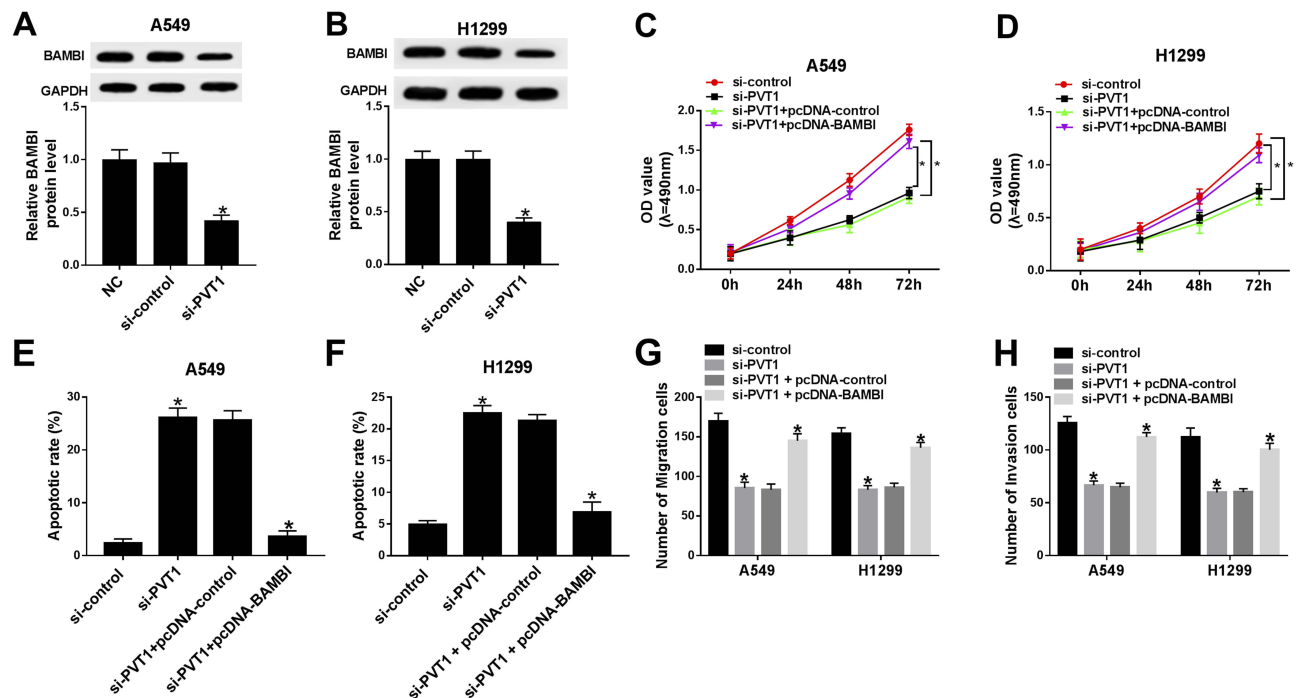 A
A549
BAMBI
GAPDH
Relative BAMBI
protein level
1.5
1.0
0.5
0.0
*
NC
si-control
si-PVT1
B
H1299
BAMBI
GAPDH
Relative BAMBI
protein level
1.5
1.0
0.5
0.0
*
NC
si-control
si-PVT1
C
A549
si-control
si-PVT1
si-PVT1+pcDNA-control
si-PVT1+pcDNA-BAMBI
OD value
(λ=490nm)
2.0
1.5
1.0
0.5
0.0
* *
0h 24h 48h 72h
D
H1299
si-control
si-PVT1
si-PVT1+pcDNA-control
si-PVT1+pcDNA-BAMBI
OD value
(λ=490nm)
1.5
1.0
0.5
0.0
* *
0h 24h 48h 72h
E
A549
Apoptotic rate (%)
30
20
10
0
* *
si-control
si-PVT1
si-PVT1+pcDNA-control
si-PVT1+pcDNA-BAMBI
F
H1299
Apoptotic rate (%)
25
20
15
10
5
0
* *
si-control
si-PVT1
si-PVT1 + pcDNA-control
si-PVT1 + pcDNA-BAMBI
G
si-control
si-PVT1
si-PVT1 + pcDNA-control
si-PVT1 + pcDNA-BAMBI
Number of Migration cells
200
150
100
50
0
* * * *
A549 H1299
H
si-control
si-PVT1
si-PVT1 + pcDNA-control
si-PVT1 + pcDNA-BAMBI
Number of Invasion cells
150
100
50
0
* * * *
A549 H1299